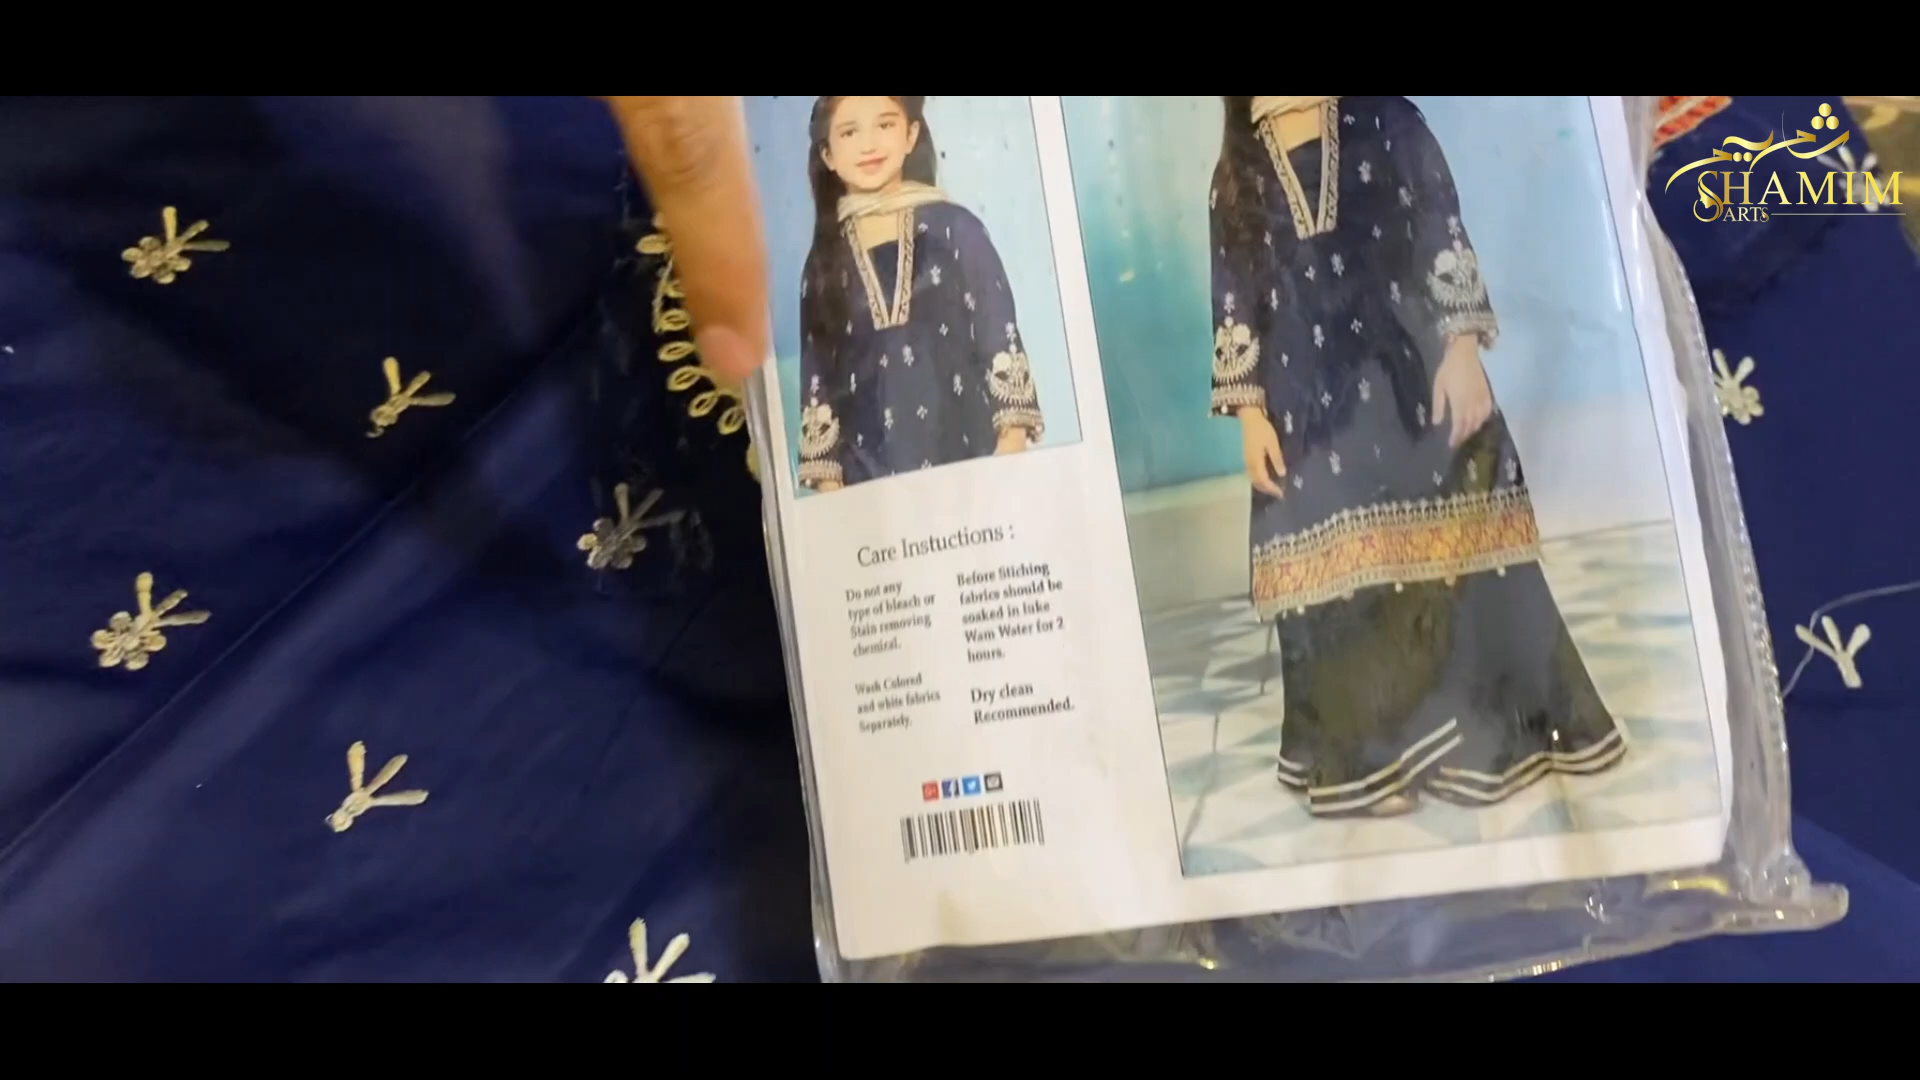 SHAMIM
ARTS
Care Instuctions :
Do not any
type of bleach or
Stain removing
chemical.
Wash Colored
and white fabrics
Separately.
Before Stiching
fabrics should be
soaked in luke
Wam Water for 2
hours.
Dry clean
Recommended.